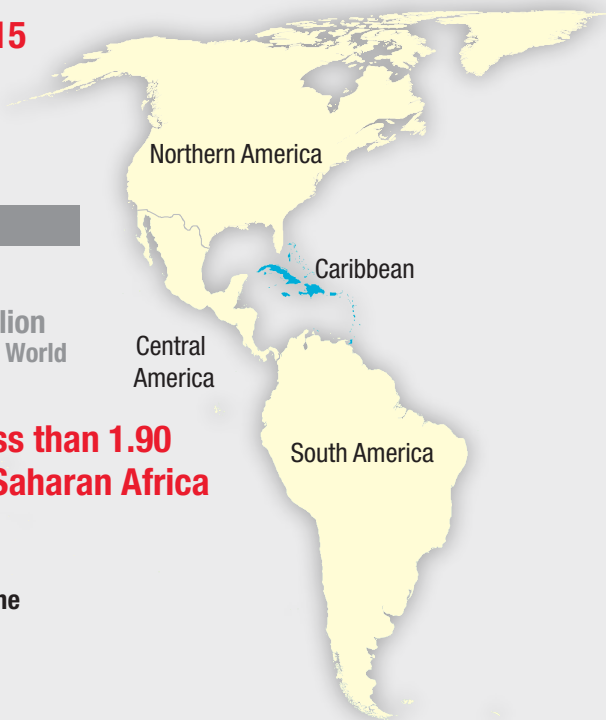 15
Northern America
Caribbean
lion
World
Central
America
ss than 1.90
Saharan Africa
South America
ne